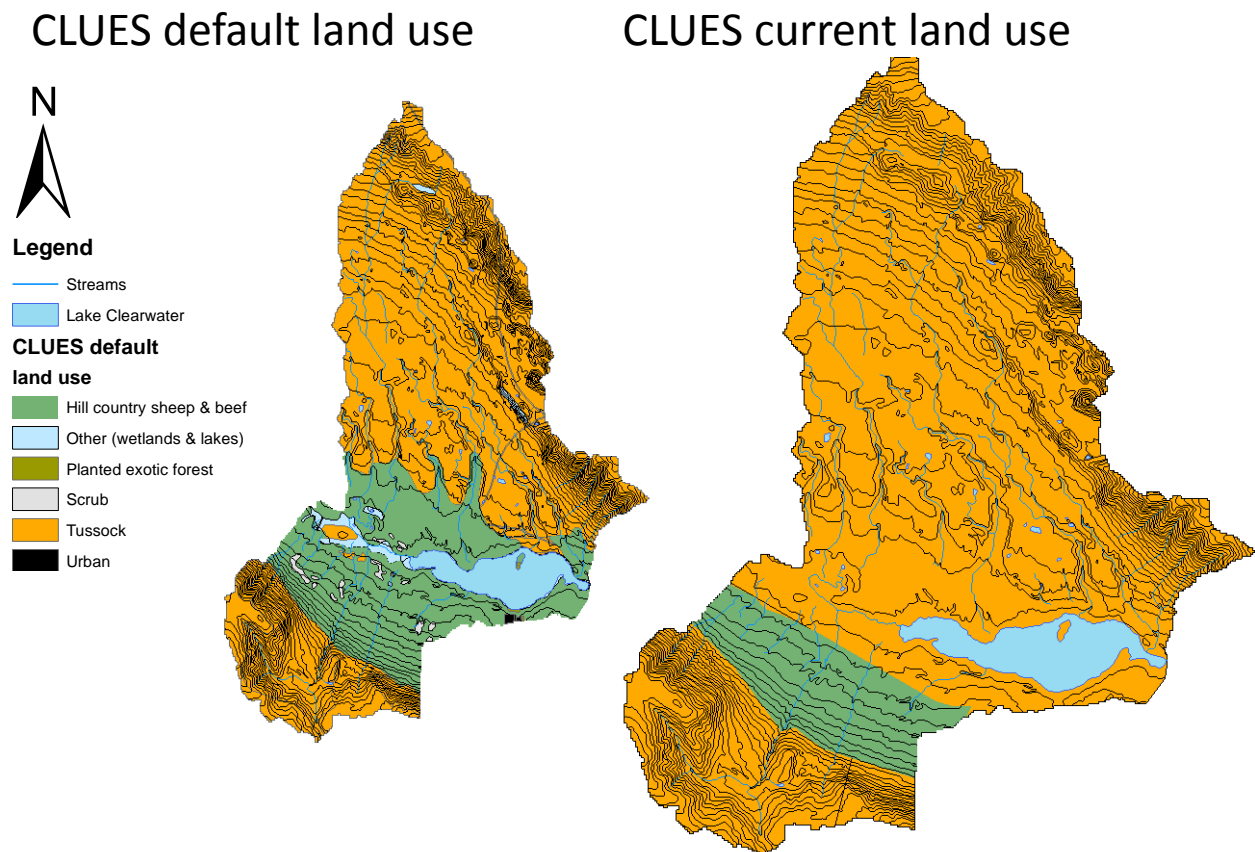 CLUES default land use
CLUES current land use
N
Legend
Streams
Lake Clearwater
CLUES default
land use
Hill country sheep & beef
Other (wetlands & lakes)
Planted exotic forest
Scrub
Tussock
Urban